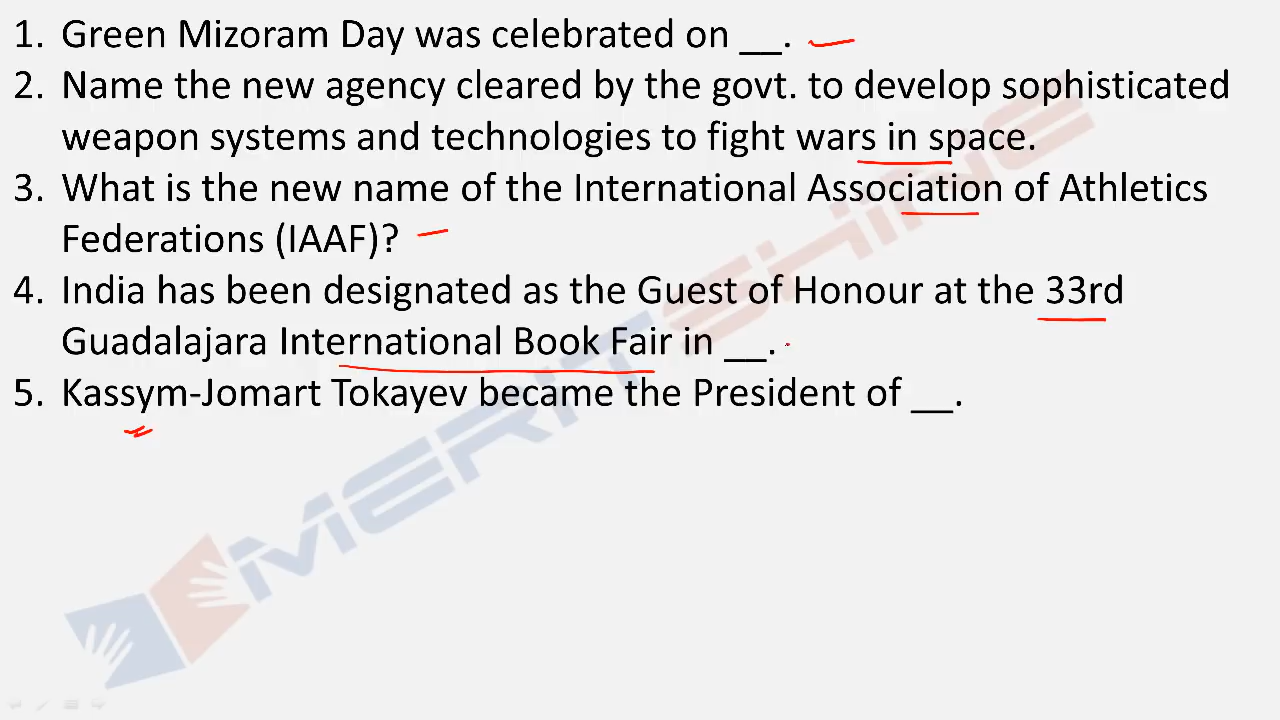 1. Green Mizoram Day was celebrated on __.
2. Name the new agency cleared by the govt. to develop sophisticated
weapon systems and technologies to fight wars in space.
3. What is the new name of the International Association of Athletics
Federations (IAAF)?
4. India has been designated as the Guest of Honour at the 33rd
Guadalajara International Book Fair in __.
5. Kassym-Jomart Tokayev became the President of __.
MERITSHINE